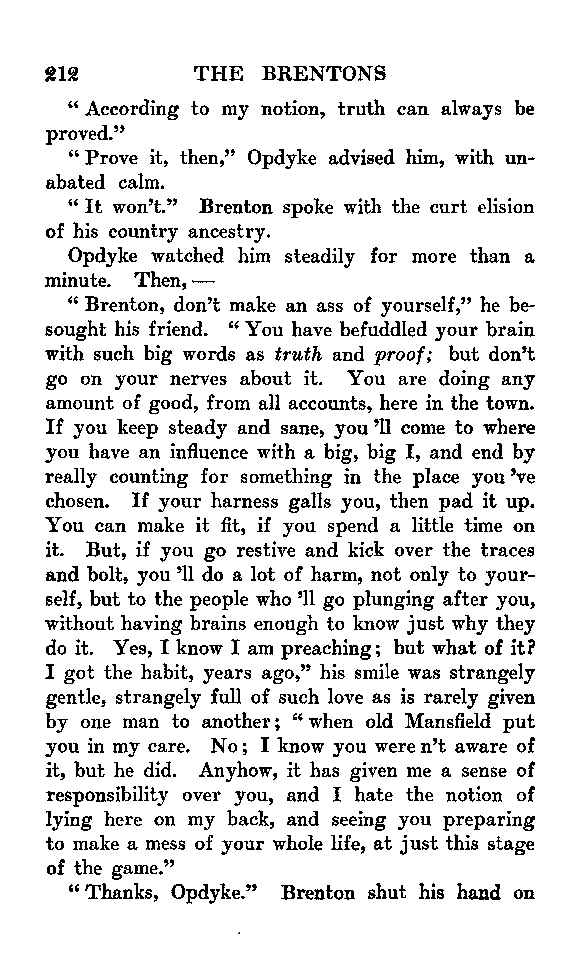 212 THE BRENTONS
“ According to my notion, truth can always be
proved.”
“ Prove it, then,” Opdyke advised him, with un-
abated calm.
“ It won’t.” Brenton spoke with the curt elision
of his country ancestry.
Opdyke watched him steadily for more than a
minute. Then, —
“ Brenton, don’t make an ass of yourself,” he be-
sought his friend. “ You have befuddled your brain
with such big words as truth and proof; but don’t
go on your nerves about it. You are doing any
amount of good, from all accounts, here in the town.
If you keep steady and sane, you ’ll come to where
you have an influence with a big, big I, and end by
really counting for something in the place you ’ve
chosen. If your harness galls you, then pad it up.
You can make it fit, if you spend a little time on
it. But, if you go restive and kick over the traces
and bolt, you ’ll do a lot of harm, not only to your-
self, but to the people who ’ll go plunging after you,
without having brains enough to know just why they
do it. Yes, I know I am preaching; but what of it?
I got the habit, years ago,” his smile was strangely
gentle, strangely full of such love as is rarely given
by one man to another; “ when old Mansfield put
you in my care. No; I know you were n’t aware of
it, but he did. Anyhow, it has given me a sense of
responsibility over you, and I hate the notion of
lying here on my back, and seeing you preparing
to make a mess of your whole life, at just this stage
of the game.”
“ Thanks, Opdyke.” Brenton shut his hand on